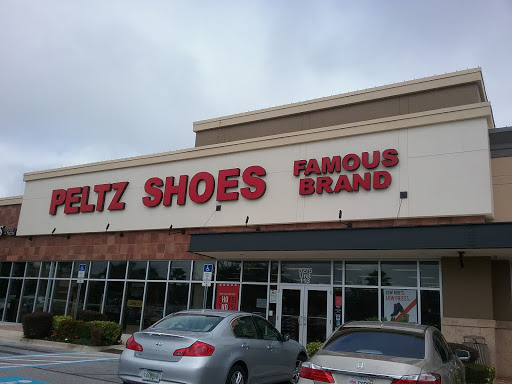 PELTZ SHOES
FAMOUS
BRAND